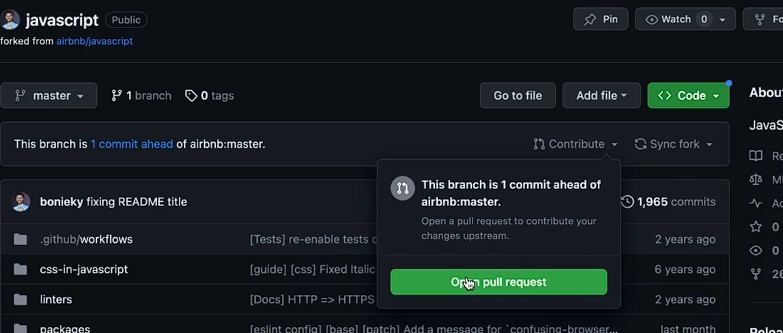 javascript Public Pin Watch 0 Fo
forked from airbnb/javascript
master 1 branch 0 tags Go to file Add file Code
About
JavaS
This branch is 1 commit ahead of airbnb:master. Contribute Sync fork
Re
This branch is 1 commit ahead of
airbnb:master.
Open a pull request to contribute your
changes upstream.
Open pull request
bonieky fixing README title 1,965 commits
.github/workflows [Tests] re-enable tests 2 years ago
css-in-javascript [guide] [css] Fixed Italic 6 years ago
linters [Docs] HTTP => HTTPS 2 years ago
packages [eslint config] [base] [patch] Add a message for `confusing-browser... last month
0
0
26